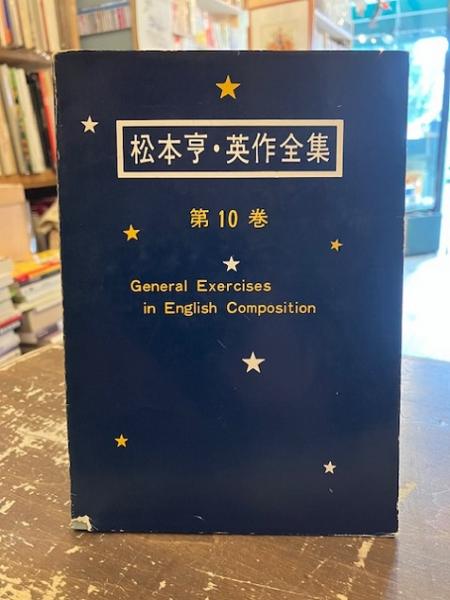 松本亨・英作全集
第10巻
General Exercises
in English Composition